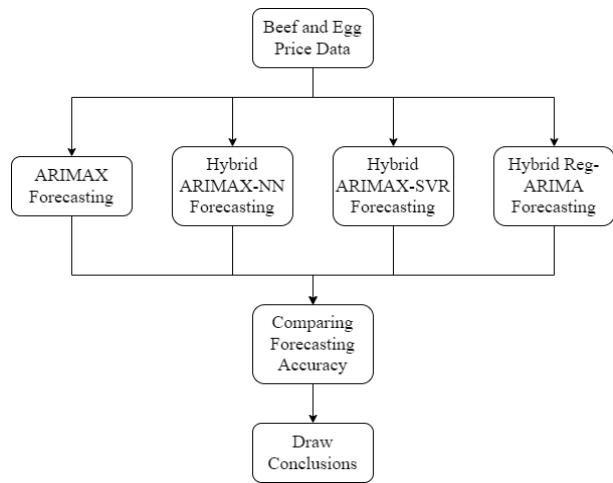 Beef and Egg
Price Data
ARIMAX
Forecasting
Hybrid
ARIMAX-NN
Forecasting
Hybrid
ARIMAX-SVR
Forecasting
Hybrid Reg-
ARIMA
Forecasting
Comparing
Forecasting
Accuracy
Draw
Conclusions